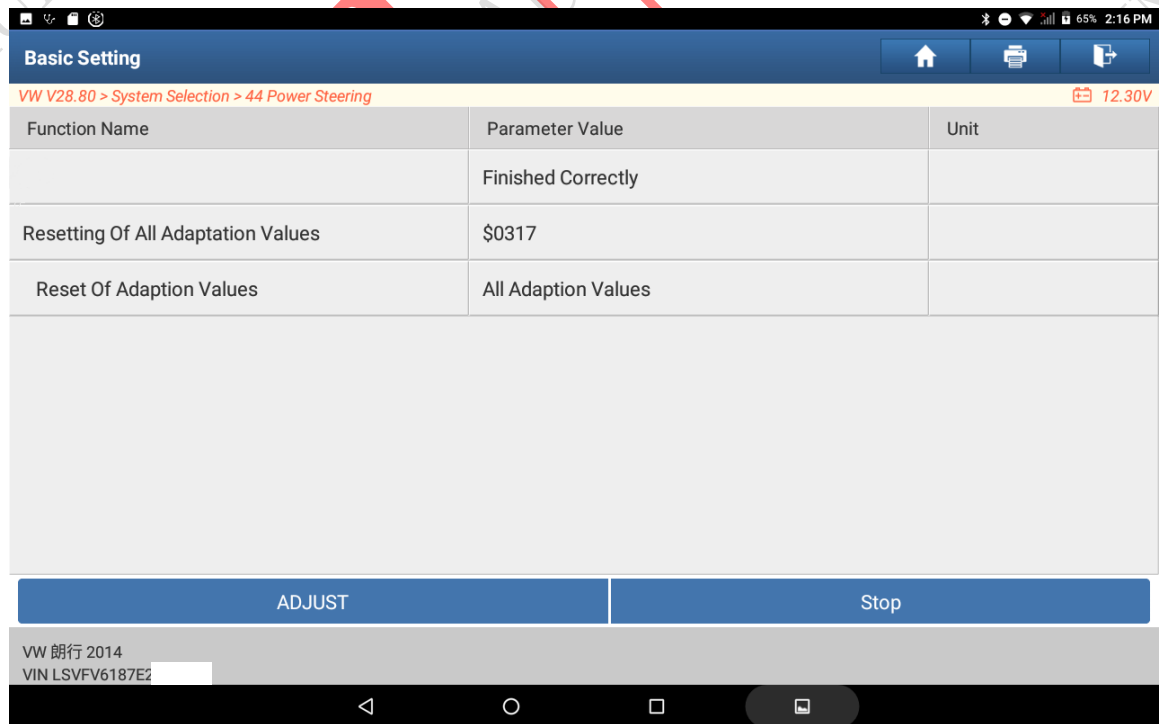 65% 2:16 PM
Basic Setting
VW V28.80 > System Selection > 44 Power Steering 12.30V
Function Name Parameter Value Unit
Finished Correctly
Resetting Of All Adaptation Values $0317
Reset Of Adaption Values All Adaption Values
ADJUST Stop
VW 朗行 2014
VIN LSVFV6187E2